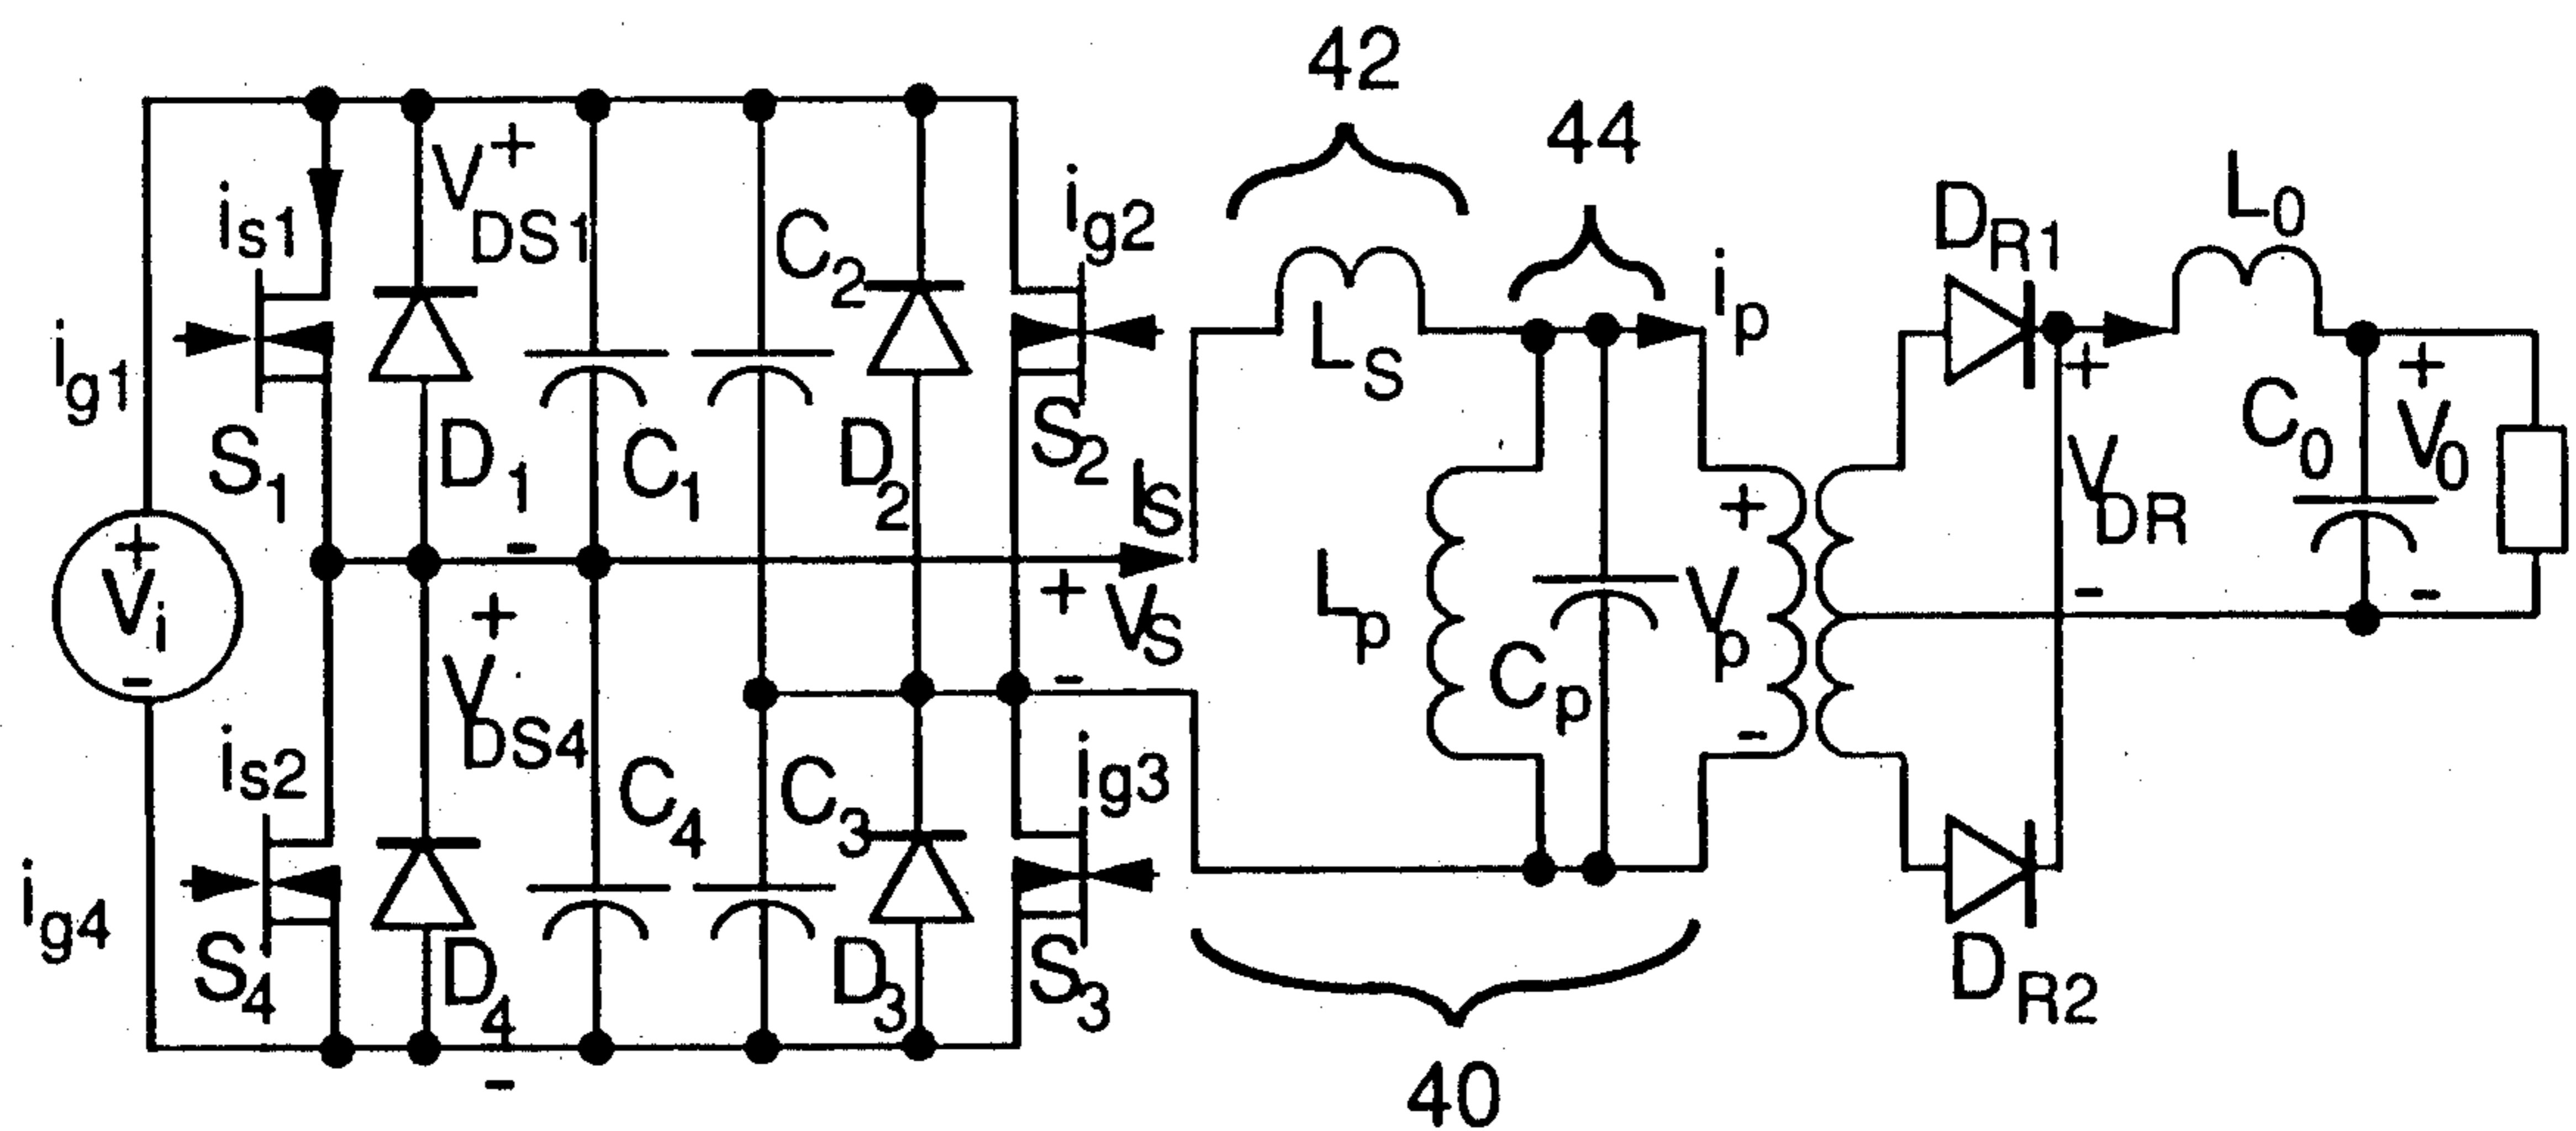 42
44
i_s1
V_DS1 +
C_2
i_g2
i_p
D_R1
L_0
i_g1
S_1
D_1
C_1
D_2
S_2
L_S
+
V_DR
-
C_0
+
V_0
-
+
V_i
-
-
I_S
+
V_S
-
+
V_DS4
-
L_p
C_p
+
V_p
-
i_s2
i_g4
S_4
D_4
C_4
C_3
D_3
i_g3
S_3
D_R2
40